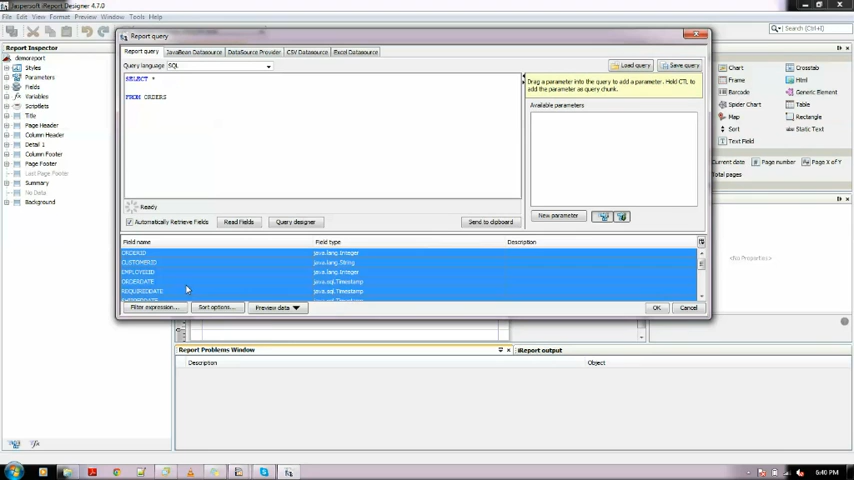 Jaspersoft iReport Designer 4.7.0
File Edit View Format Preview Window Tools Help
Search (Ctrl+I)
Report Inspector
demoreport
Styles
Parameters
Fields
Variables
Scriptlets
Title
Page Header
Column Header
Detail 1
Column Footer
Page Footer
Last Page Footer
No Data
Summary
Background
Report query
Report query JavaBean Datasource DataSource Provider CSV Datasource Excel Datasource
Query language SQL
Load query Save query
SELECT *
FROM ORDERS
Drag a parameter into the query to add a parameter. Hold CTL to
add the parameter as query chunk.
Available parameters
New parameter
Ready
Automatically Retrieve Fields Read Fields Query designer Send to clipboard
Field name Field type Description
ORDERID java.lang.Integer
CUSTOMERID java.lang.String
EMPLOYEEID java.lang.Integer
ORDERDATE java.sql.Timestamp
REQUIREDDATE java.sql.Timestamp
SHIPPEDDATE java.sql.Timestamp
Filter expression... Sort options... Preview data OK Cancel
Chart Crosstab
Frame Html
Barcode Generic Element
Spider Chart Table
Map Rectangle
Sort Static Text
Text Field
Current date Page number Page X of Y
Total pages
<No Properties>
Report Problems Window iReport output
Description Object
6:40 PM